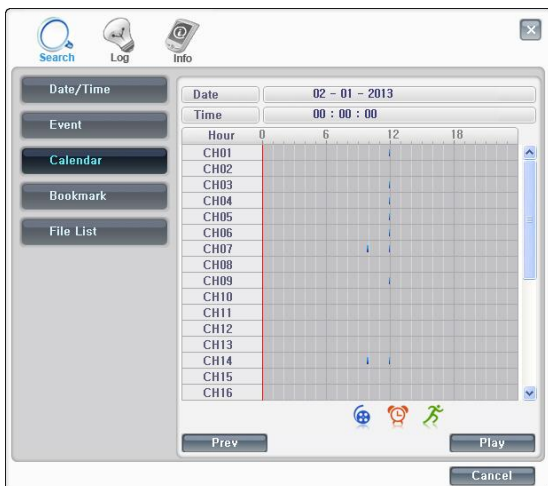 Search Log Info
Date/Time
Event
Calendar
Bookmark
File List
Date 02 - 01 - 2013
Time 00 : 00 : 00
Hour 0 6 12 18
CH01
CH02
CH03
CH04
CH05
CH06
CH07
CH08
CH09
CH10
CH11
CH12
CH13
CH14
CH15
CH16
Prev Play
Cancel